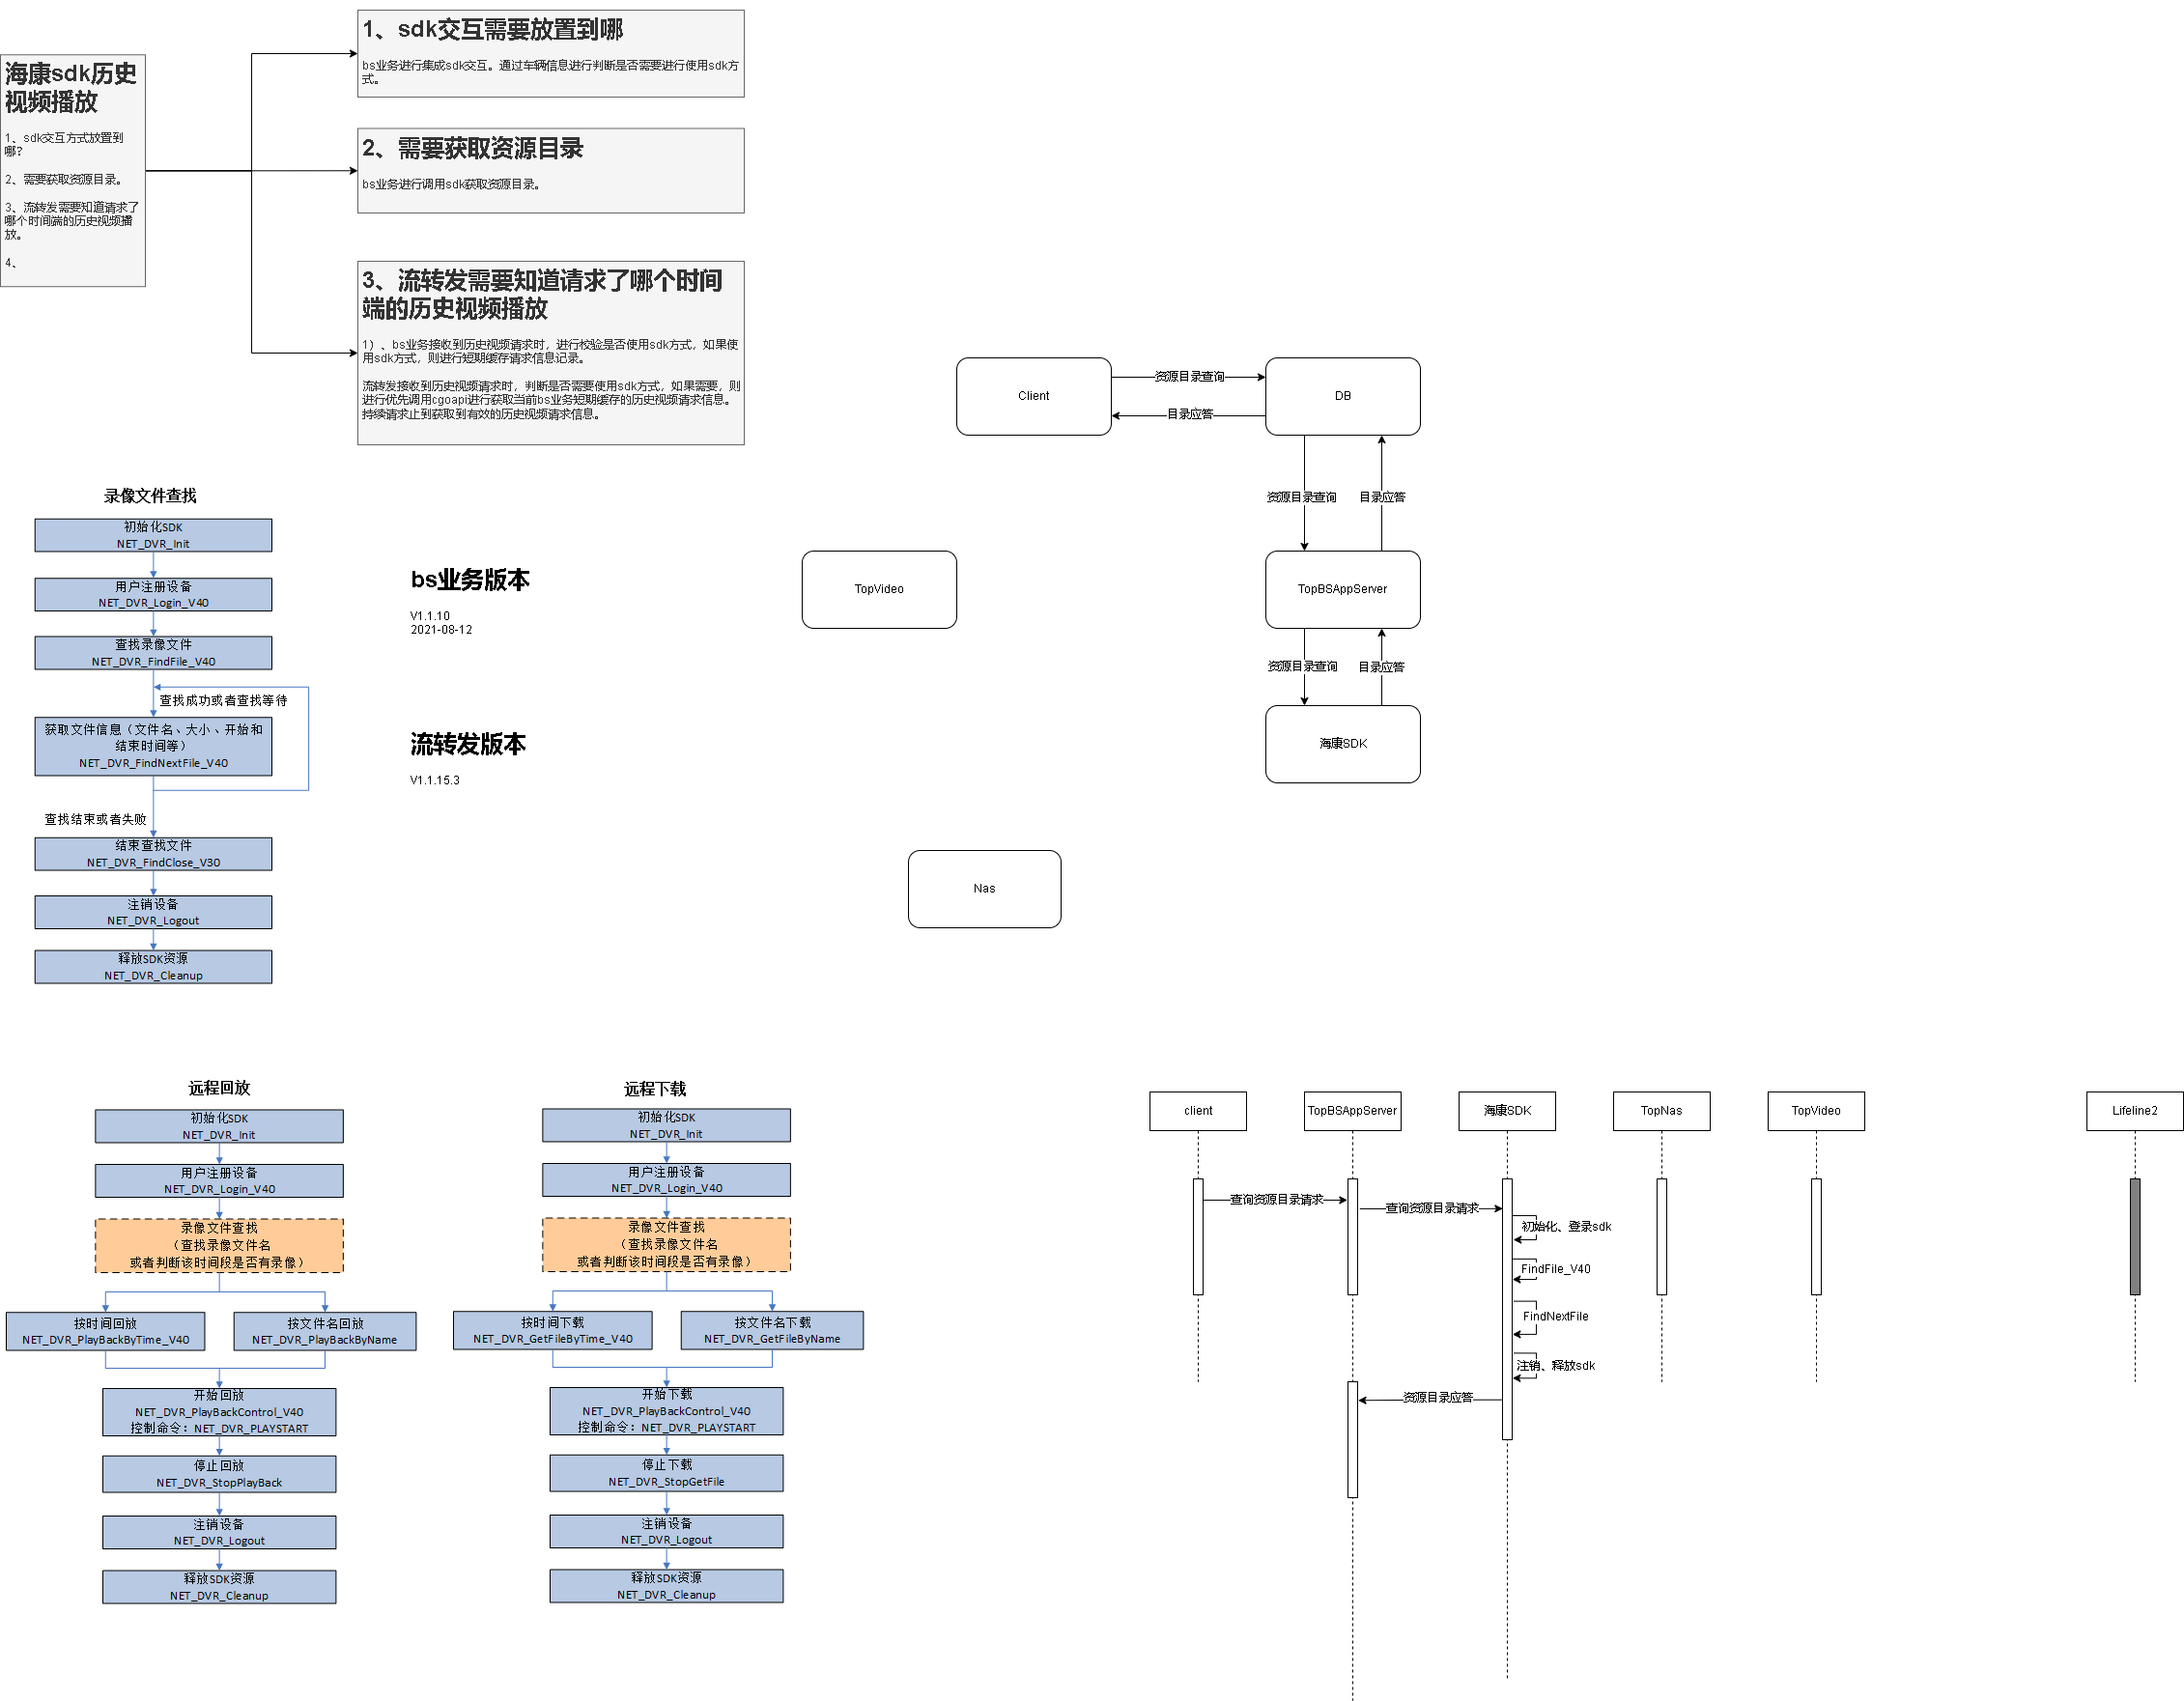 海康sdk历史
视频播放
1、sdk交互方式放置到
哪?
2、需要获取资源目录。
3、流转发需要知道请求了
哪个时间端的历史视频播
放。
4、
1、sdk交互需要放置到哪
bs业务进行集成sdk交互。通过车辆信息进行判断是否需要进行使用sdk方
式。
2、需要获取资源目录
bs业务进行调用sdk获取资源目录。
3、流转发需要知道请求了哪个时间
端的历史视频播放
1）、bs业务接收到历史视频请求时，进行校验是否使用sdk方式，如果使
用sdk方式，则进行短期缓存请求信息记录。
流转发接收到历史视频请求时，判断是否需要使用sdk方式，如果需要，则
进行优先调用cgoapi进行获取当前bs业务短期缓存的历史视频请求信息。
持续请求止到获取到有效的历史视频请求信息。
Client
资源目录查询
目录应答
DB
资源目录查询
目录应答
TopVideo
TopBSAppServer
资源目录查询
目录应答
海康SDK
Nas
录像文件查找
初始化SDK
NET_DVR_Init
用户注册设备
NET_DVR_Login_V40
查找录像文件
NET_DVR_FindFile_V40
查找成功或者查找等待
获取文件信息（文件名、大小、开始和
结束时间等）
NET_DVR_FindNextFile_V40
查找结束或者失败
结束查找文件
NET_DVR_FindClose_V30
注销设备
NET_DVR_Logout
释放SDK资源
NET_DVR_Cleanup
bs业务版本
V1.1.10
2021-08-12
流转发版本
V1.1.15.3
远程回放
初始化SDK
NET_DVR_Init
用户注册设备
NET_DVR_Login_V40
录像文件查找
（查找录像文件名
或者判断该时间段是否有录像）
按时间回放
NET_DVR_PlayBackByTime_V40
按文件名回放
NET_DVR_PlayBackByName
开始回放
NET_DVR_PlayBackControl_V40
控制命令：NET_DVR_PLAYSTART
停止回放
NET_DVR_StopPlayBack
注销设备
NET_DVR_Logout
释放SDK资源
NET_DVR_Cleanup
远程下载
初始化SDK
NET_DVR_Init
用户注册设备
NET_DVR_Login_V40
录像文件查找
（查找录像文件名
或者判断该时间段是否有录像）
按时间下载
NET_DVR_GetFileByTime_V40
按文件名下载
NET_DVR_GetFileByName
开始下载
NET_DVR_PlayBackControl_V40
控制命令：NET_DVR_PLAYSTART
停止下载
NET_DVR_StopGetFile
注销设备
NET_DVR_Logout
释放SDK资源
NET_DVR_Cleanup
client
TopBSAppServer
海康SDK
TopNas
TopVideo
Lifeline2
查询资源目录请求
查询资源目录请求
初始化、登录sdk
FindFile_V40
FindNextFile
注销、释放sdk
资源目录应答